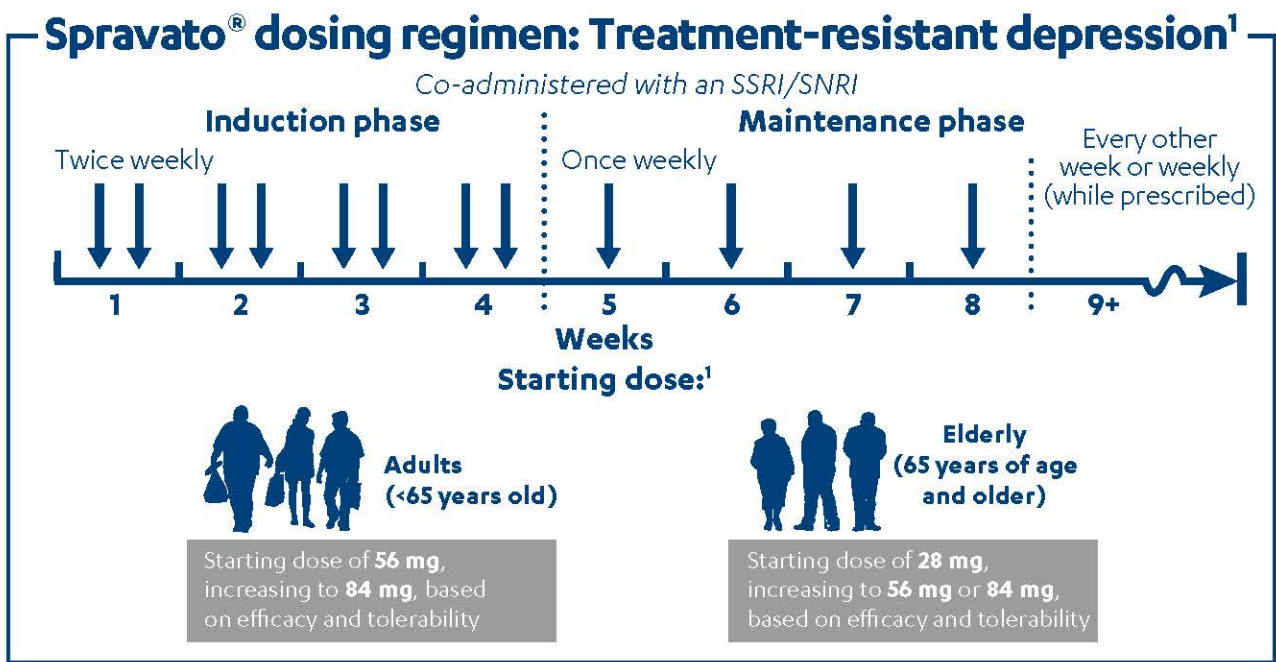 Spravato® dosing regimen: Treatment-resistant depression¹
Co-administered with an SSRI/SNRI
Induction phase
Maintenance phase
Twice weekly
Once weekly
Every other
week or weekly
(while prescribed)
1 2 3 4 5 6 7 8 9+
Weeks
Starting dose:¹
Adults
(<65 years old)
Starting dose of 56 mg,
increasing to 84 mg, based
on efficacy and tolerability
Elderly
(65 years of age
and older)
Starting dose of 28 mg,
increasing to 56 mg or 84 mg,
based on efficacy and tolerability